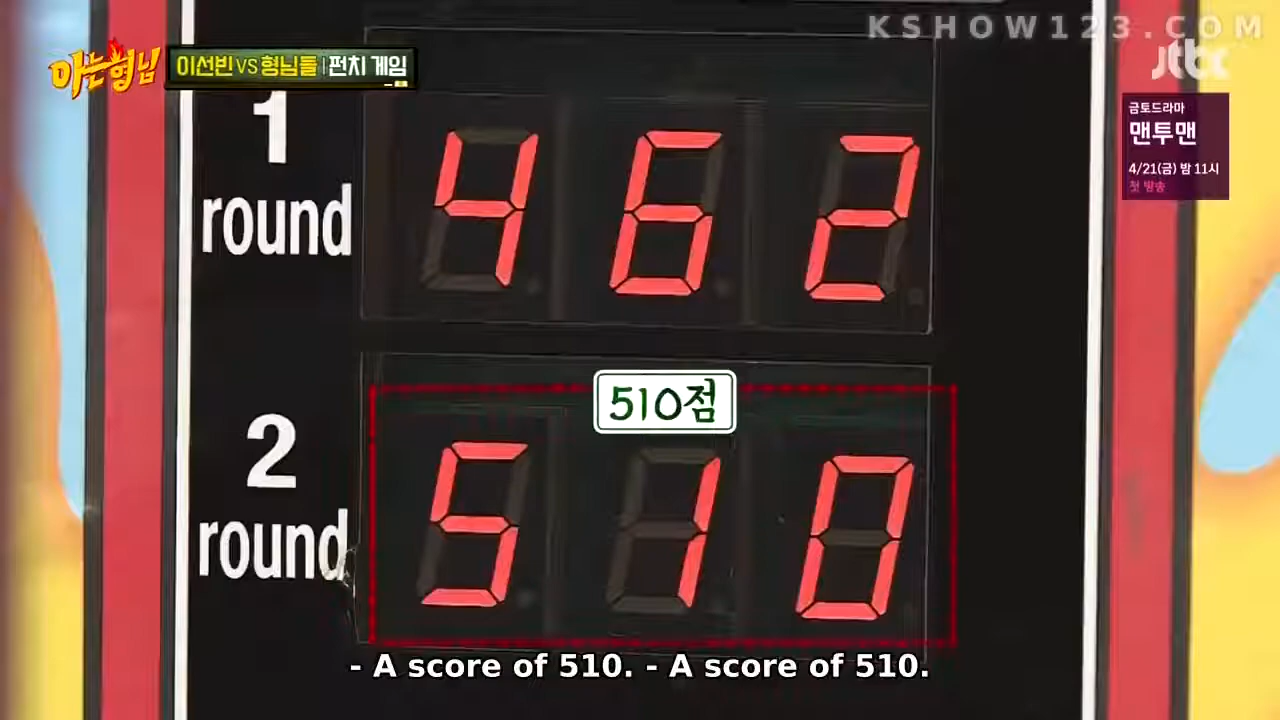 KSHOW123.COM
아는형님
이선빈 VS 형님들 | 펀치 게임
jtbc
금토드라마
맨투맨
4/21(금) 밤 11시
첫 방송
1
round
462
510점
2
round
510
- A score of 510. - A score of 510.